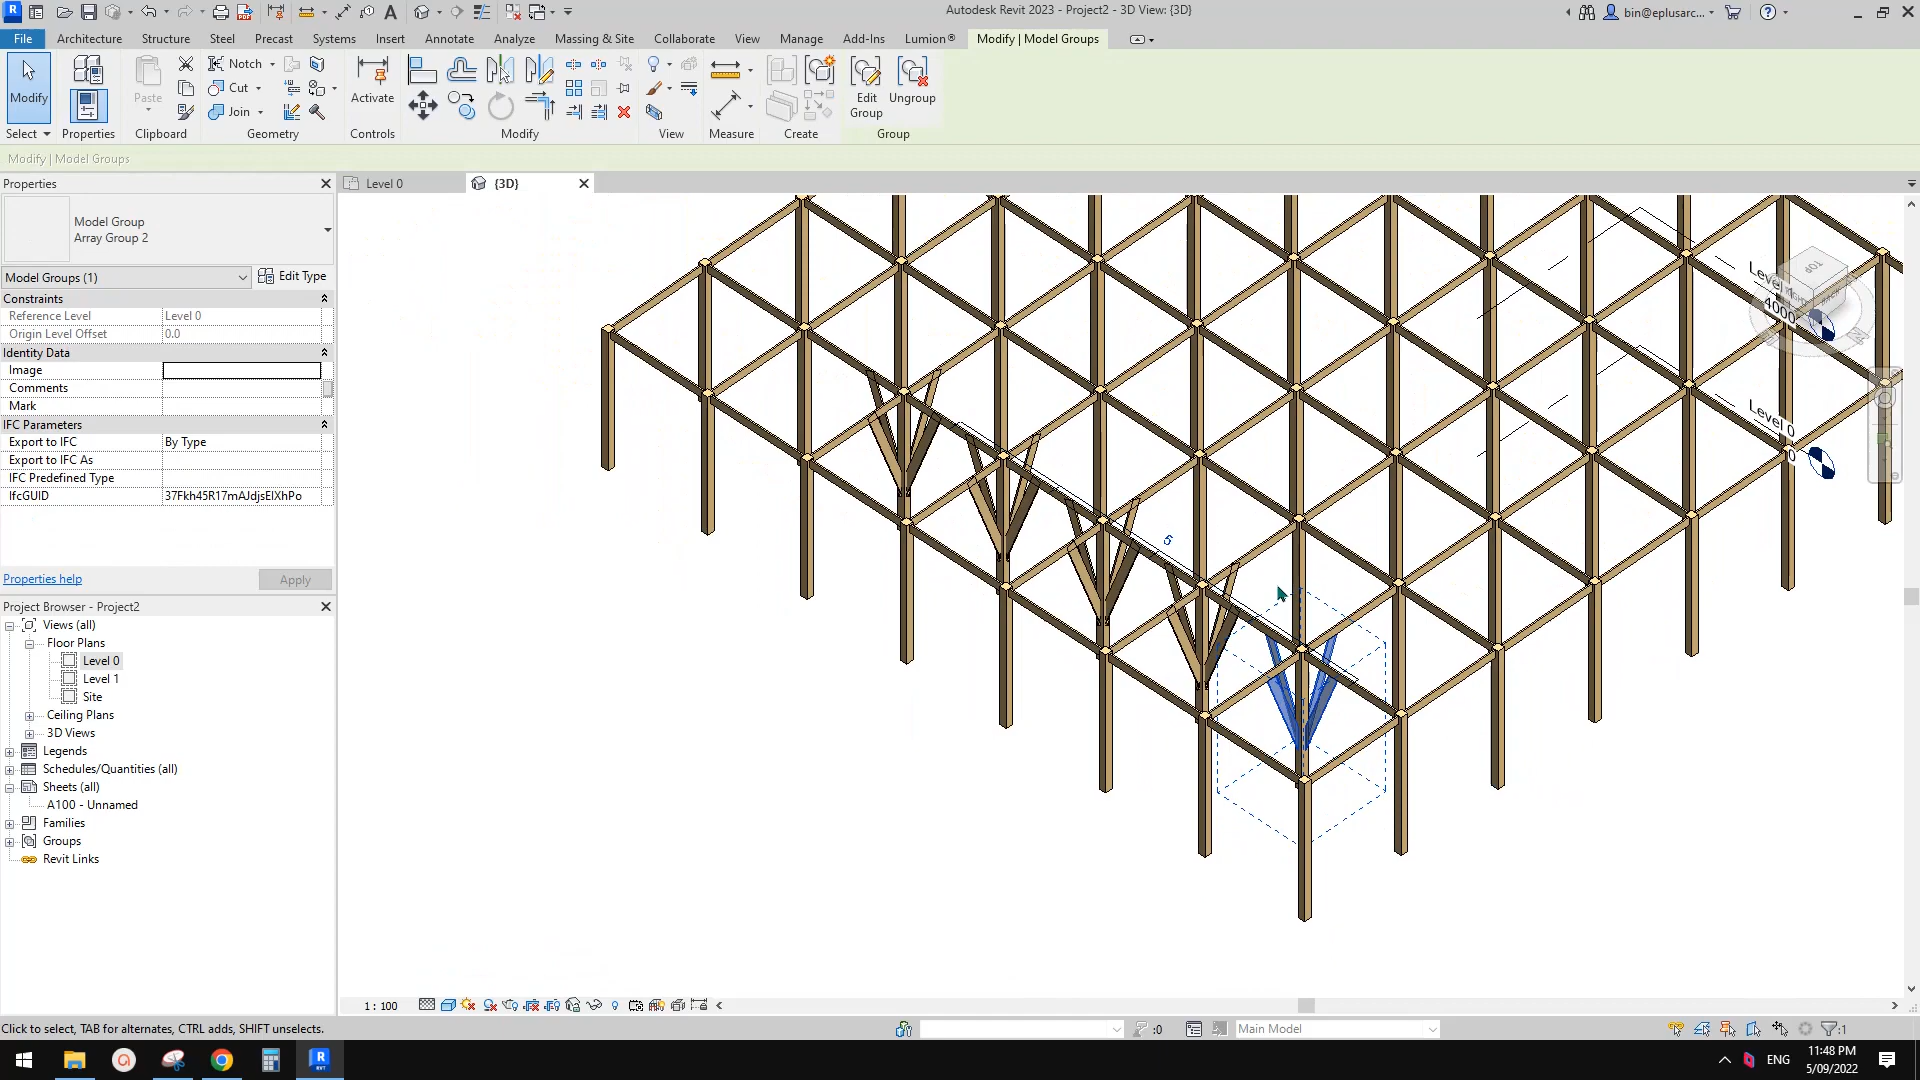 Autodesk Revit 2023 - Project2 - 3D View: {3D}
bin@eplusarc...
File Architecture Structure Steel Precast Systems Insert Annotate Analyze Massing & Site Collaborate View Manage Add-Ins Lumion® Modify | Model Groups
Modify
Paste
Notch
Cut
Join
Activate
Edit Group
Ungroup
Select Properties Clipboard Geometry Controls Modify View Measure Create Group
Modify | Model Groups
Properties
Level 0
{3D}
Model Group
Array Group 2
Model Groups (1)
Edit Type
Constraints
Reference Level Level 0
Origin Level Offset 0.0
Identity Data
Image
Comments
Mark
IFC Parameters
Export to IFC By Type
Export to IFC As
IFC Predefined Type
IfcGUID 37Fkh45R17mAJdjsElXhPo
Properties help
Apply
Project Browser - Project2
Views (all)
Floor Plans
Level 0
Level 1
Site
Ceiling Plans
3D Views
Legends
Schedules/Quantities (all)
Sheets (all)
A100 - Unnamed
Families
Groups
Revit Links
TOP
Level 1
4000
Level 0
0
5
1 : 100
Click to select, TAB for alternates, CTRL adds, SHIFT unselects.
:0
Main Model
:1
ENG
11:48 PM
5/09/2022